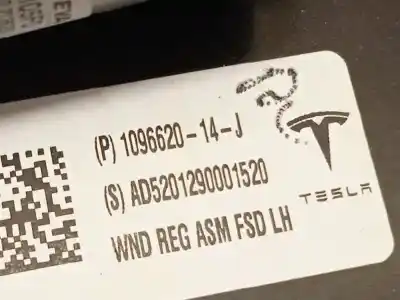 (P) 1096620-14-J
(S) AD5201290001520
WND REG ASM FSD LH
TESLA